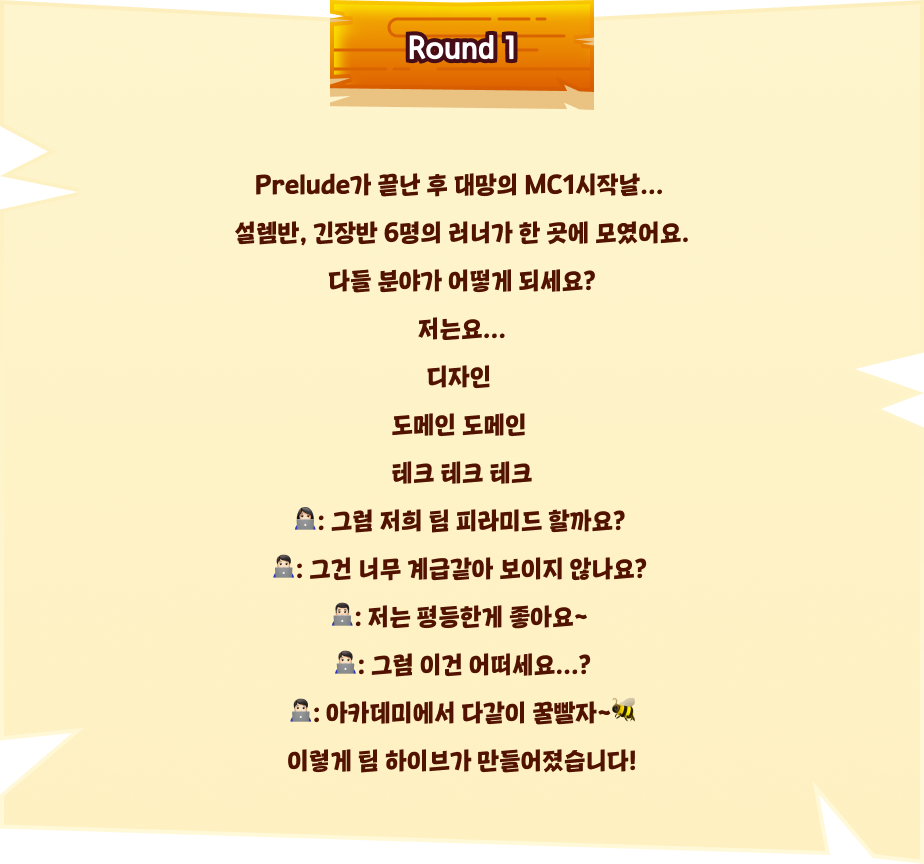 Round 1
Prelude가 끝난 후 대망의 MC1시작날...
설렘반, 긴장반 6명의 러너가 한 곳에 모였어요.
다들 분야가 어떻게 되세요?
저는요...
디자인
도메인 도메인
테크 테크 테크
👩🏻‍💻: 그럼 저희 팀 피라미드 할까요?
🧑🏻‍💻: 그건 너무 계급같아 보이지 않나요?
👨🏻‍💻: 저는 평등한게 좋아요~
🧑🏻‍💻: 그럼 이건 어떠세요...?
👨🏻‍💻: 아카데미에서 다같이 꿀빨자~🐝
이렇게 팀 하이브가 만들어졌습니다!